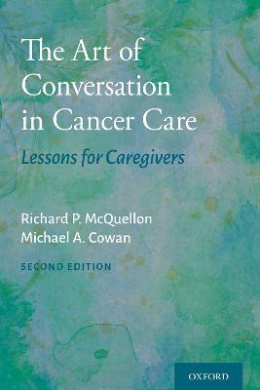 The Art of
Conversation
in Cancer Care
Lessons for Caregivers
Richard P. McQuellon
Michael A. Cowan
SECOND EDITION
OXFORD